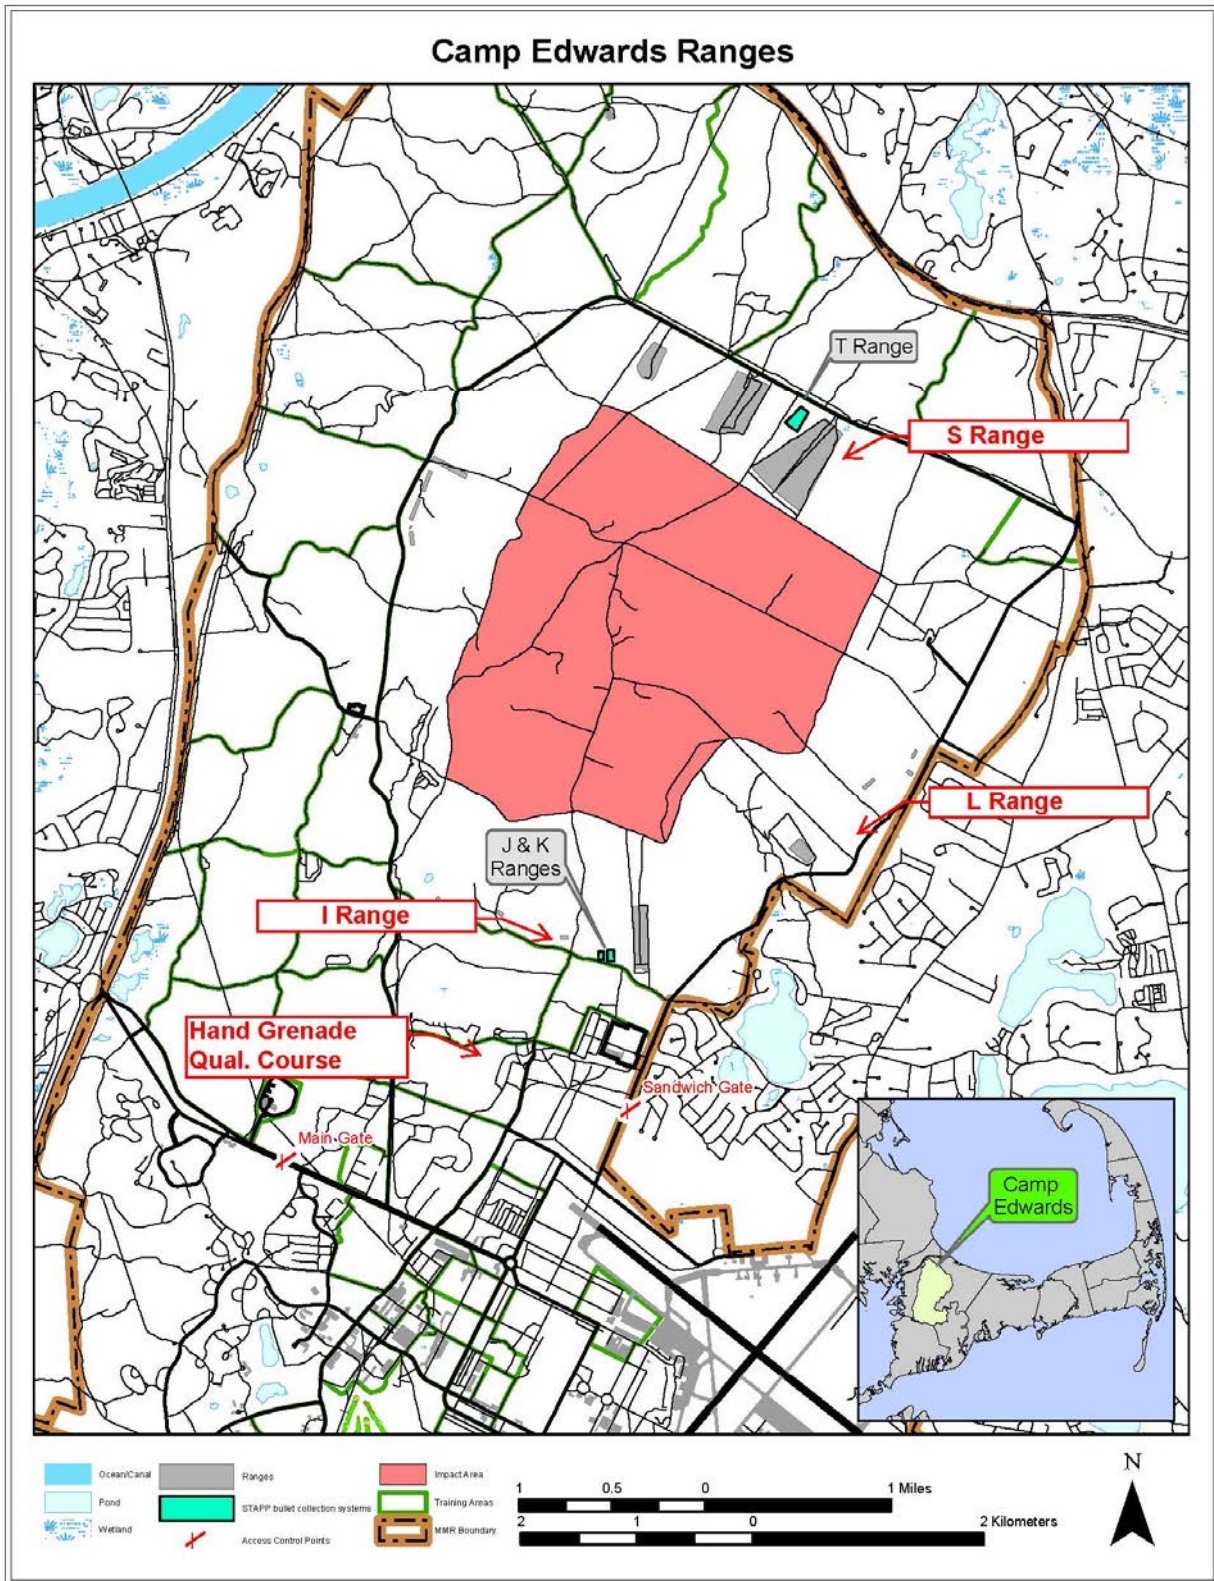 Camp Edwards Ranges
T Range
S Range
L Range
J & K
Ranges
I Range
Hand Grenade
Qual. Course
Sandwich Gate
Main Gate
Camp
Edwards
Ocean/Canal
Pond
Wetland
Ranges
STAPP bullet collection systems
Access Control Points
Impact Area
Training Areas
MMR Boundary
1 0.5 0 1 Miles
2 1 0 2 Kilometers
N